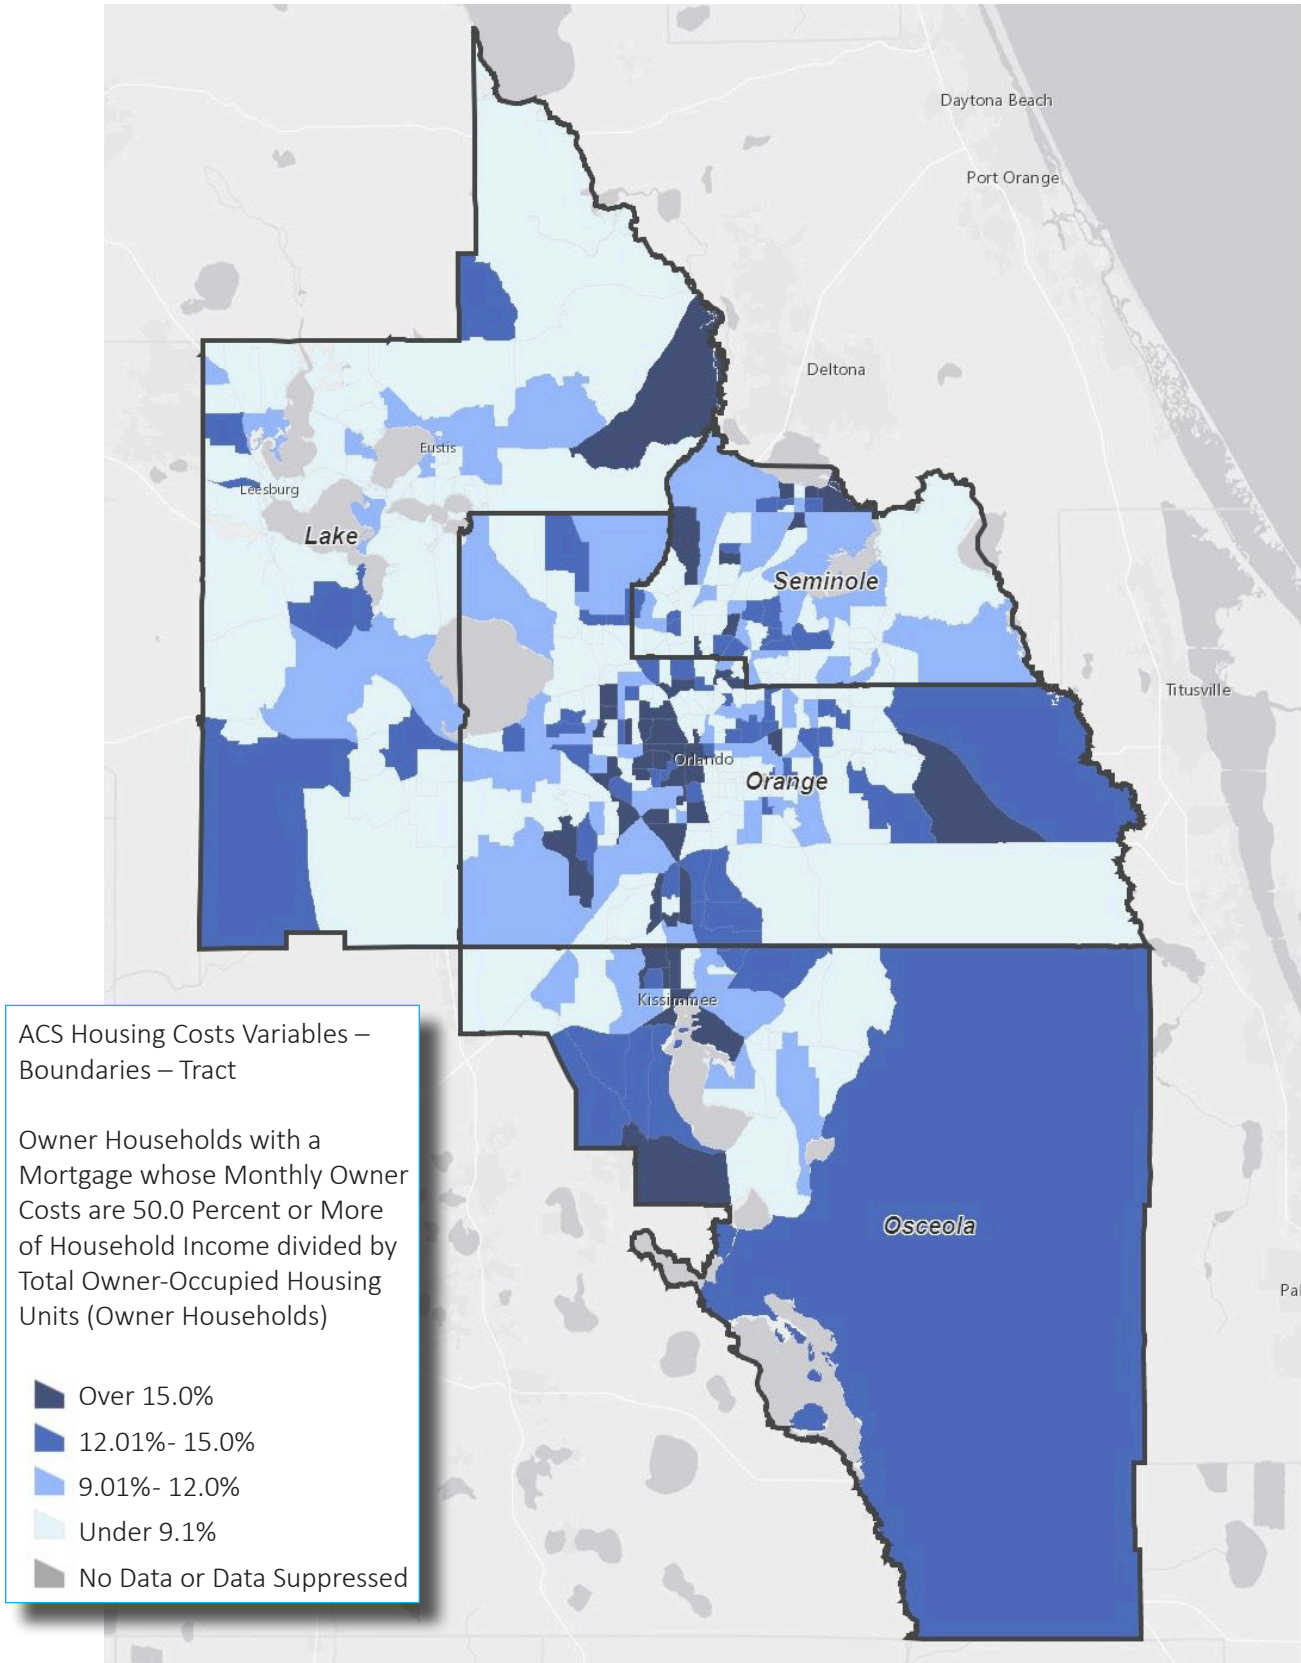 Daytona Beach
Port Orange
Deltona
Eustis
Leesburg
Lake
Seminole
Titusville
Orlando
Orange
Kissimmee
Osceola
Pal
ACS Housing Costs Variables –
Boundaries – Tract
Owner Households with a
Mortgage whose Monthly Owner
Costs are 50.0 Percent or More
of Household Income divided by
Total Owner-Occupied Housing
Units (Owner Households)
Over 15.0%
12.01%- 15.0%
9.01%- 12.0%
Under 9.1%
No Data or Data Suppressed